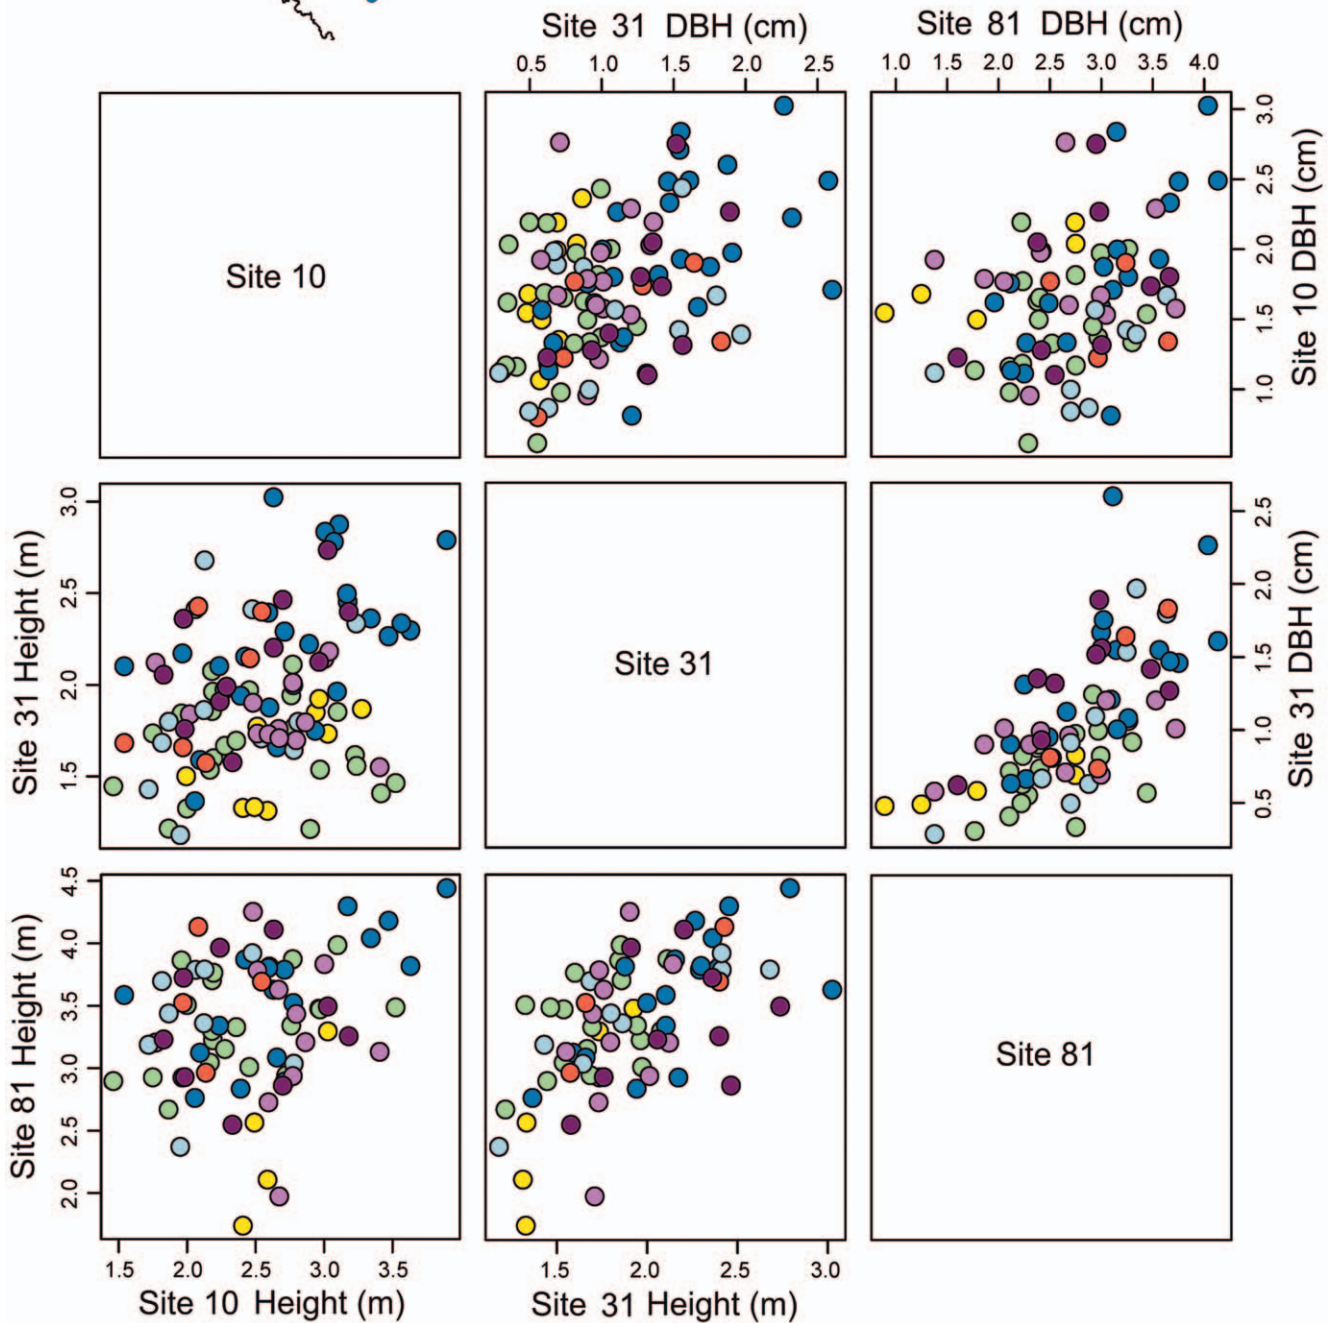 Site 31 DBH (cm)
Site 81 DBH (cm)
0.5 1.0 1.5 2.0 2.5
1.0 1.5 2.0 2.5 3.0 3.5 4.0
Site 10
1.0 1.5 2.0 2.5 3.0
Site 10 DBH (cm)
Site 31 Height (m)
1.5 2.0 2.5 3.0
Site 31
0.5 1.0 1.5 2.0 2.5
Site 31 DBH (cm)
Site 81 Height (m)
2.0 2.5 3.0 3.5 4.0 4.5
Site 81
1.5 2.0 2.5 3.0 3.5
1.5 2.0 2.5 3.0
Site 10 Height (m)
Site 31 Height (m)